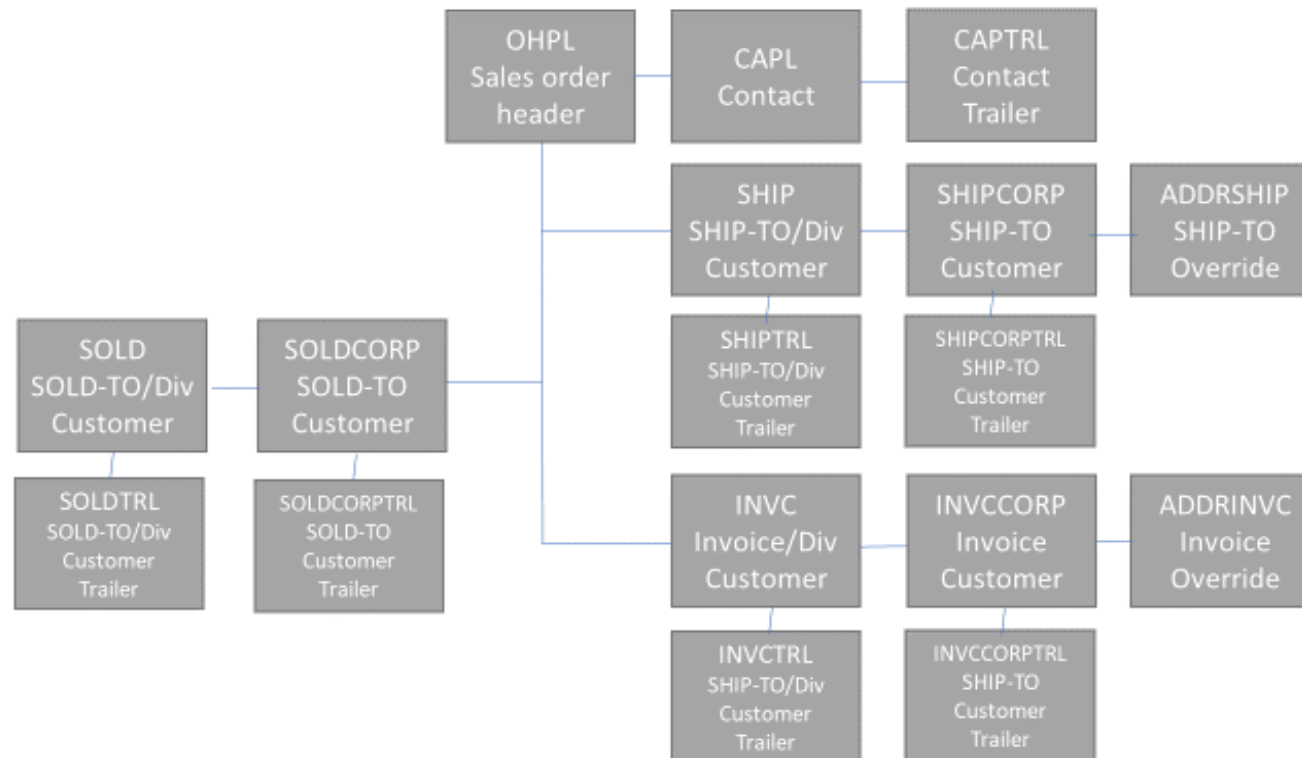 OHPL
Sales order
header
CAPL
Contact
CAPTRL
Contact
Trailer
SHIP
SHIP-TO/Div
Customer
SHIPCORP
SHIP-TO
Customer
ADDRSHIP
SHIP-TO
Override
SOLD
SOLD-TO/Div
Customer
SOLDCORP
SOLD-TO
Customer
SHIPTRL
SHIP-TO/Div
Customer
Trailer
SHIPCORPTRL
SHIP-TO
Customer
Trailer
SOLDTRL
SOLD-TO/Div
Customer
Trailer
SOLDCORPTRL
SOLD-TO
Customer
Trailer
INVC
Invoice/Div
Customer
INVCCORP
Invoice
Customer
ADDRINVC
Invoice
Override
INVCTRL
SHIP-TO/Div
Customer
Trailer
INVCCORPTRL
SHIP-TO
Customer
Trailer